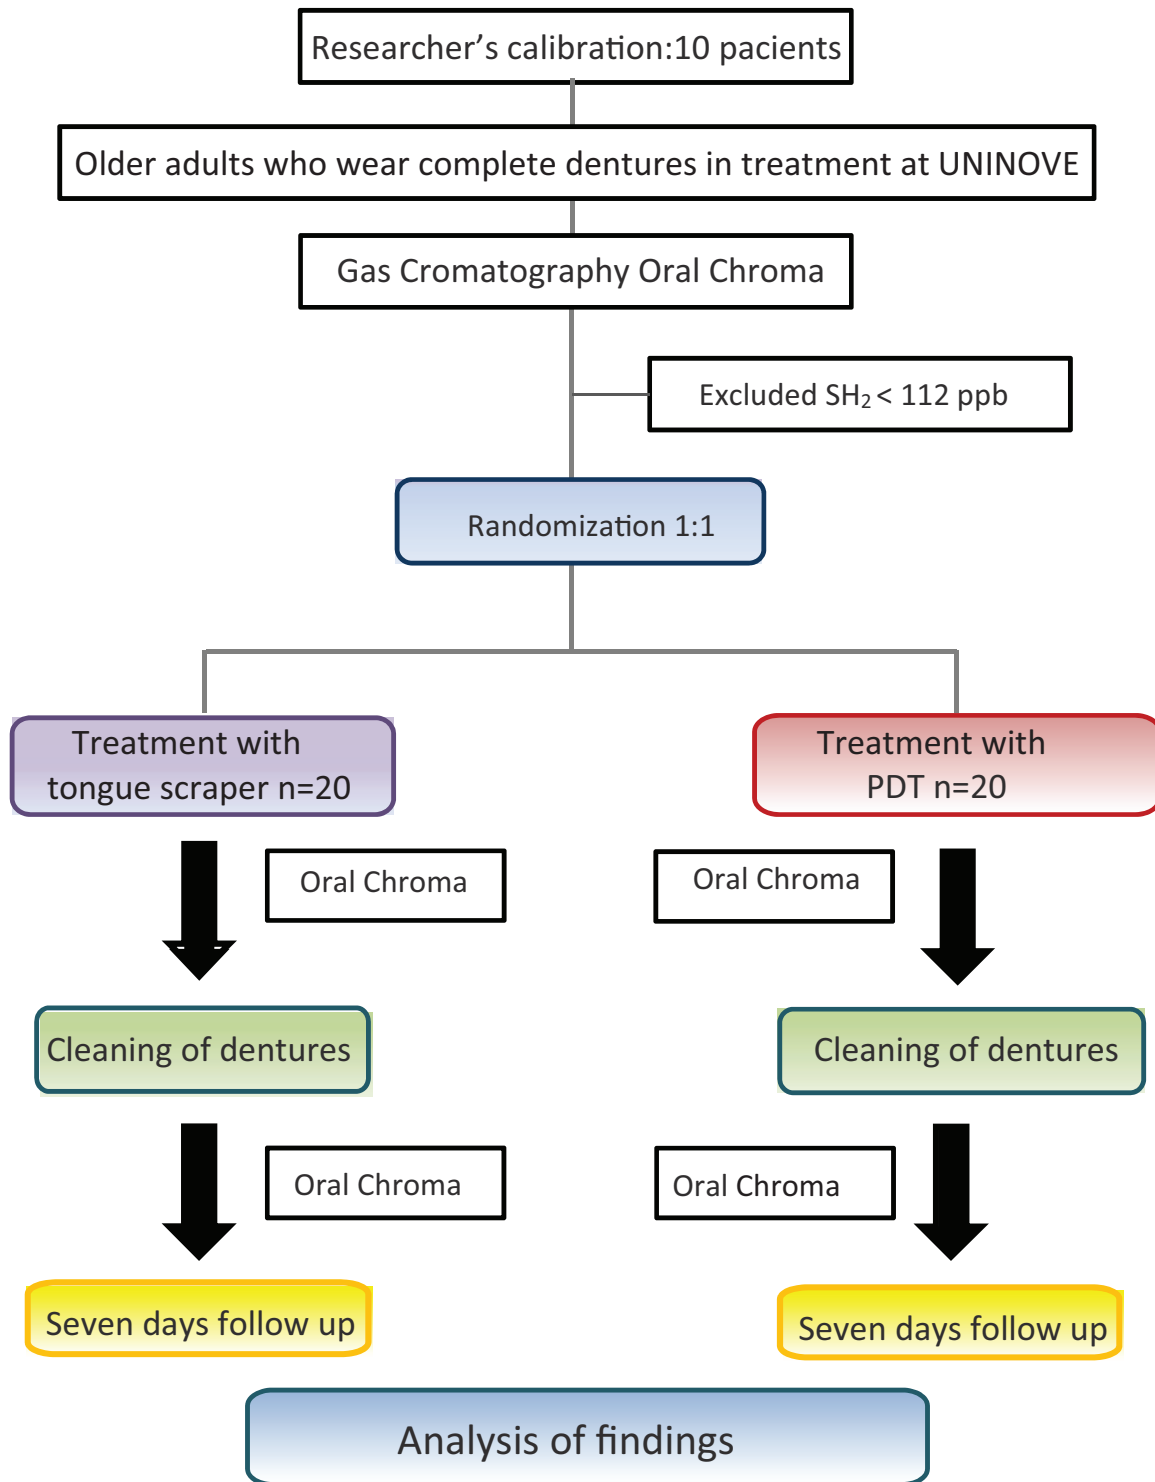 Researcher’s calibration:10 pacients
Older adults who wear complete dentures in treatment at UNINOVE
Gas Cromatography Oral Chroma
Excluded SH₂ < 112 ppb
Randomization 1:1
Treatment with
tongue scraper n=20
Treatment with
PDT n=20
Oral Chroma
Oral Chroma
Cleaning of dentures
Cleaning of dentures
Oral Chroma
Oral Chroma
Seven days follow up
Seven days follow up
Analysis of findings